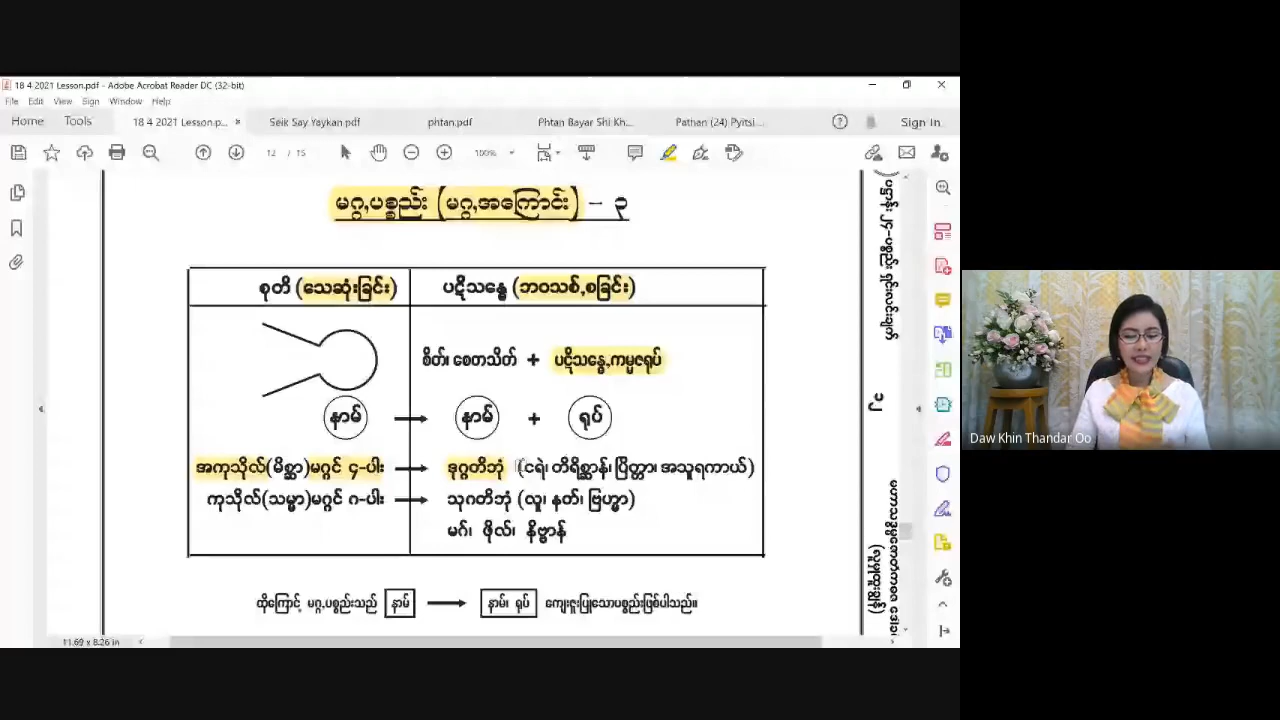 18 4 2021 Lesson.pdf - Adobe Acrobat Reader DC (32-bit)
File Edit View Sign Window Help
Home Tools 18 4 2021 Lesson.p... × Seik Say Yaykan.pdf phtan.pdf Phtan Bayar Shi Kh... Pathan (24) Pyitsi... Sign In
12 / 15 100%
မဂ္ဂ,ပစ္စည်း (မဂ္ဂ,အကြောင်း) – ၃
စုတိ (သေဆုံးခြင်း) ပဋိသန္ဓေ (ဘဝသစ်,စခြင်း)
စိတ်၊ စေတသိတ် + ပဋိသန္ဓေ,ကမ္မဇရုပ်
နာမ် နာမ် + ရုပ်
အကုသိုလ်(မိစ္ဆာ)မဂ္ဂင် ၄-ပါး ဒုဂ္ဂတိဘုံ (ငရဲ၊ တိရိစ္ဆာန်၊ ပြိတ္တာ၊ အသူရကာယ်)
ကုသိုလ်(သမ္မာ)မဂ္ဂင် ဂ-ပါး သုဂတိဘုံ (လူ၊ နတ်၊ ဗြဟ္မာ)
မဂ်၊ ဖိုလ်၊ နိဗ္ဗာန်
ထို့ကြောင့် မဂ္ဂ,ပစ္စည်းသည် နာမ် နာမ်၊ ရုပ် ကျေးဇူးပြုသောပစ္စည်းဖြစ်ပါသည်။
11.69 x 8.26 in
Daw Khin Thandar Oo